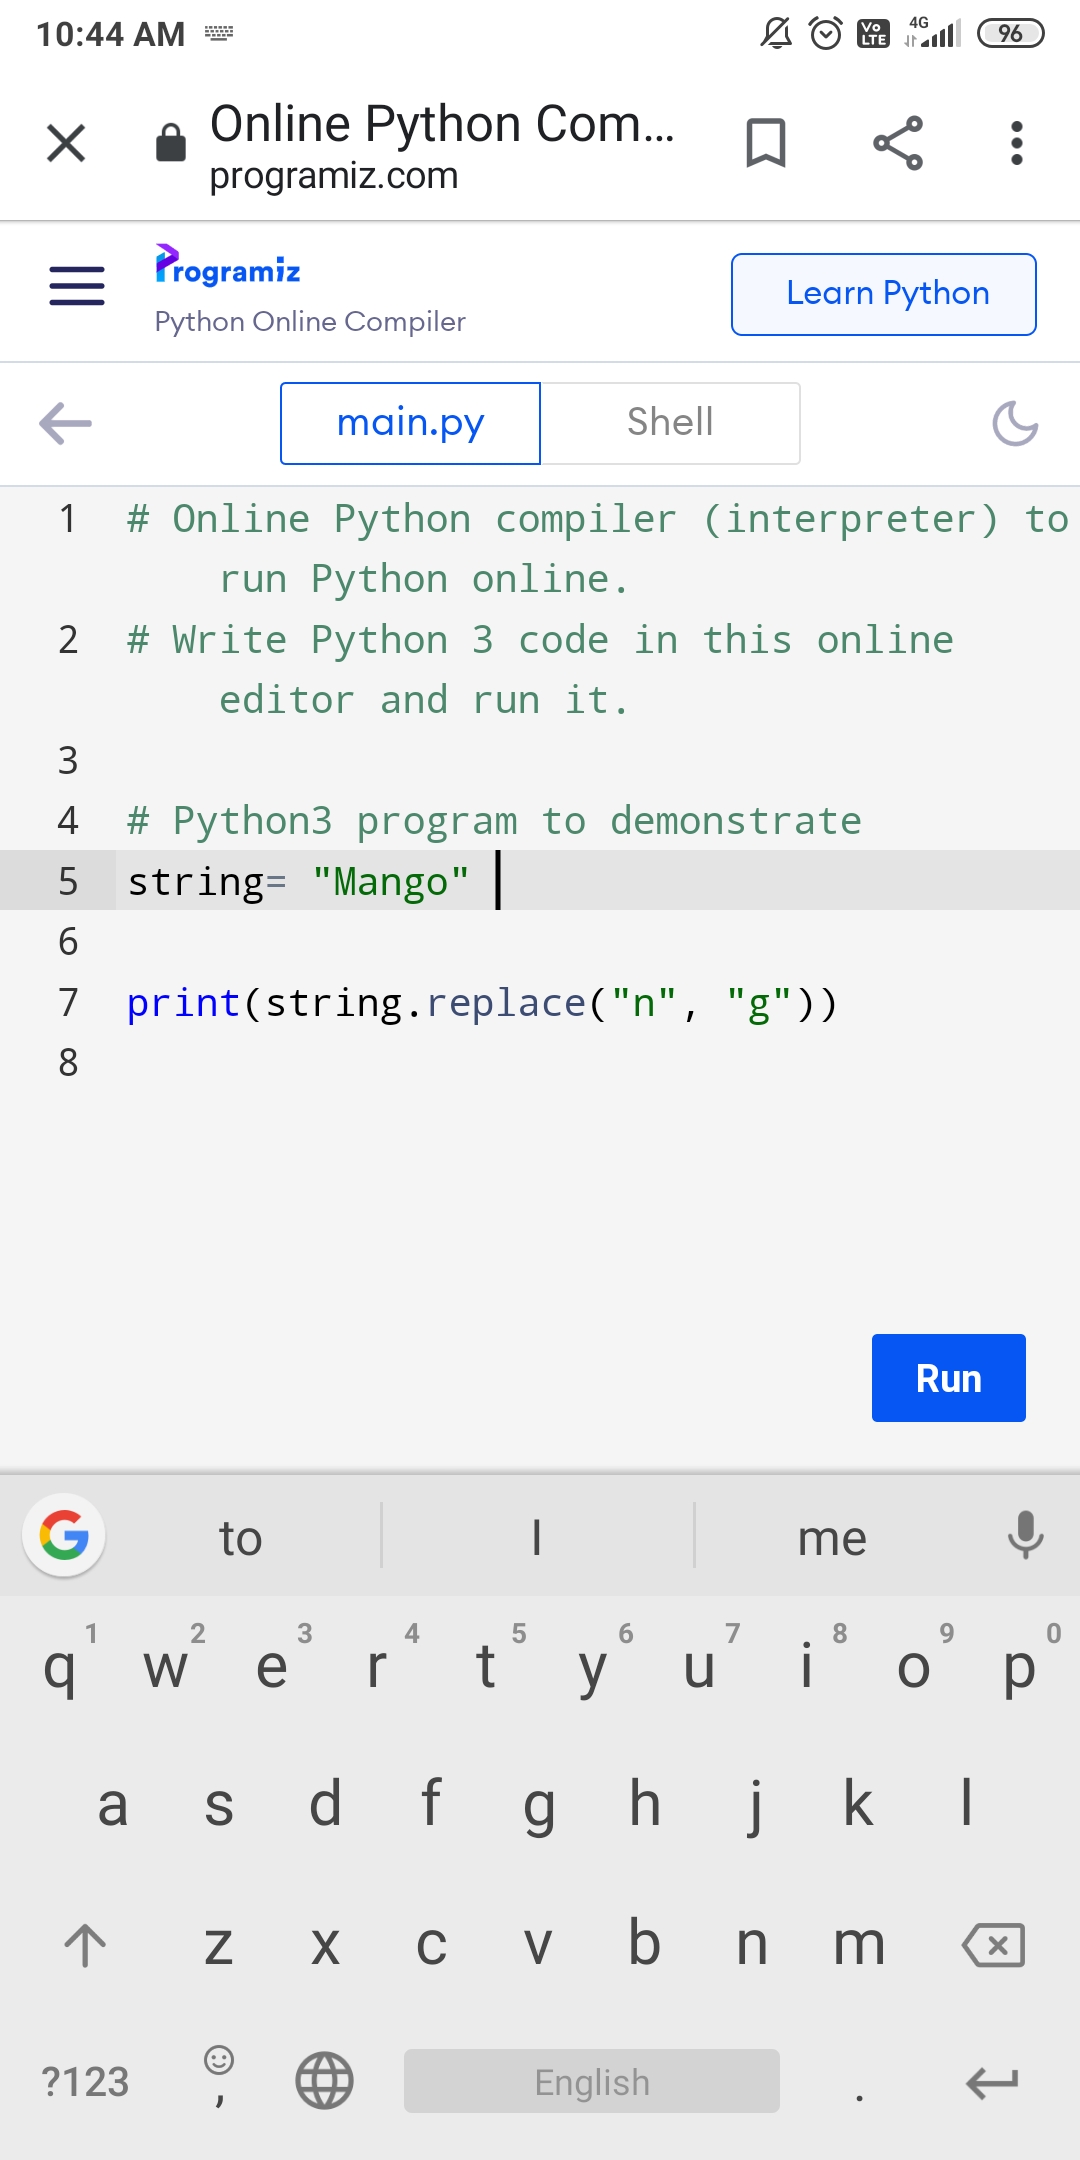 10:44 AM
Vo LTE 4G 96
Online Python Com...
programiz.com
Programiz
Python Online Compiler
Learn Python
main.py Shell
1 # Online Python compiler (interpreter) to
run Python online.
2 # Write Python 3 code in this online
editor and run it.
3
4 # Python3 program to demonstrate
5 string= "Mango"
6
7 print(string.replace("n", "g"))
8
Run
G to I me
1 2 3 4 5 6 7 8 9 0
q w e r t y u i o p
a s d f g h j k l
z x c v b n m
?123 , English .